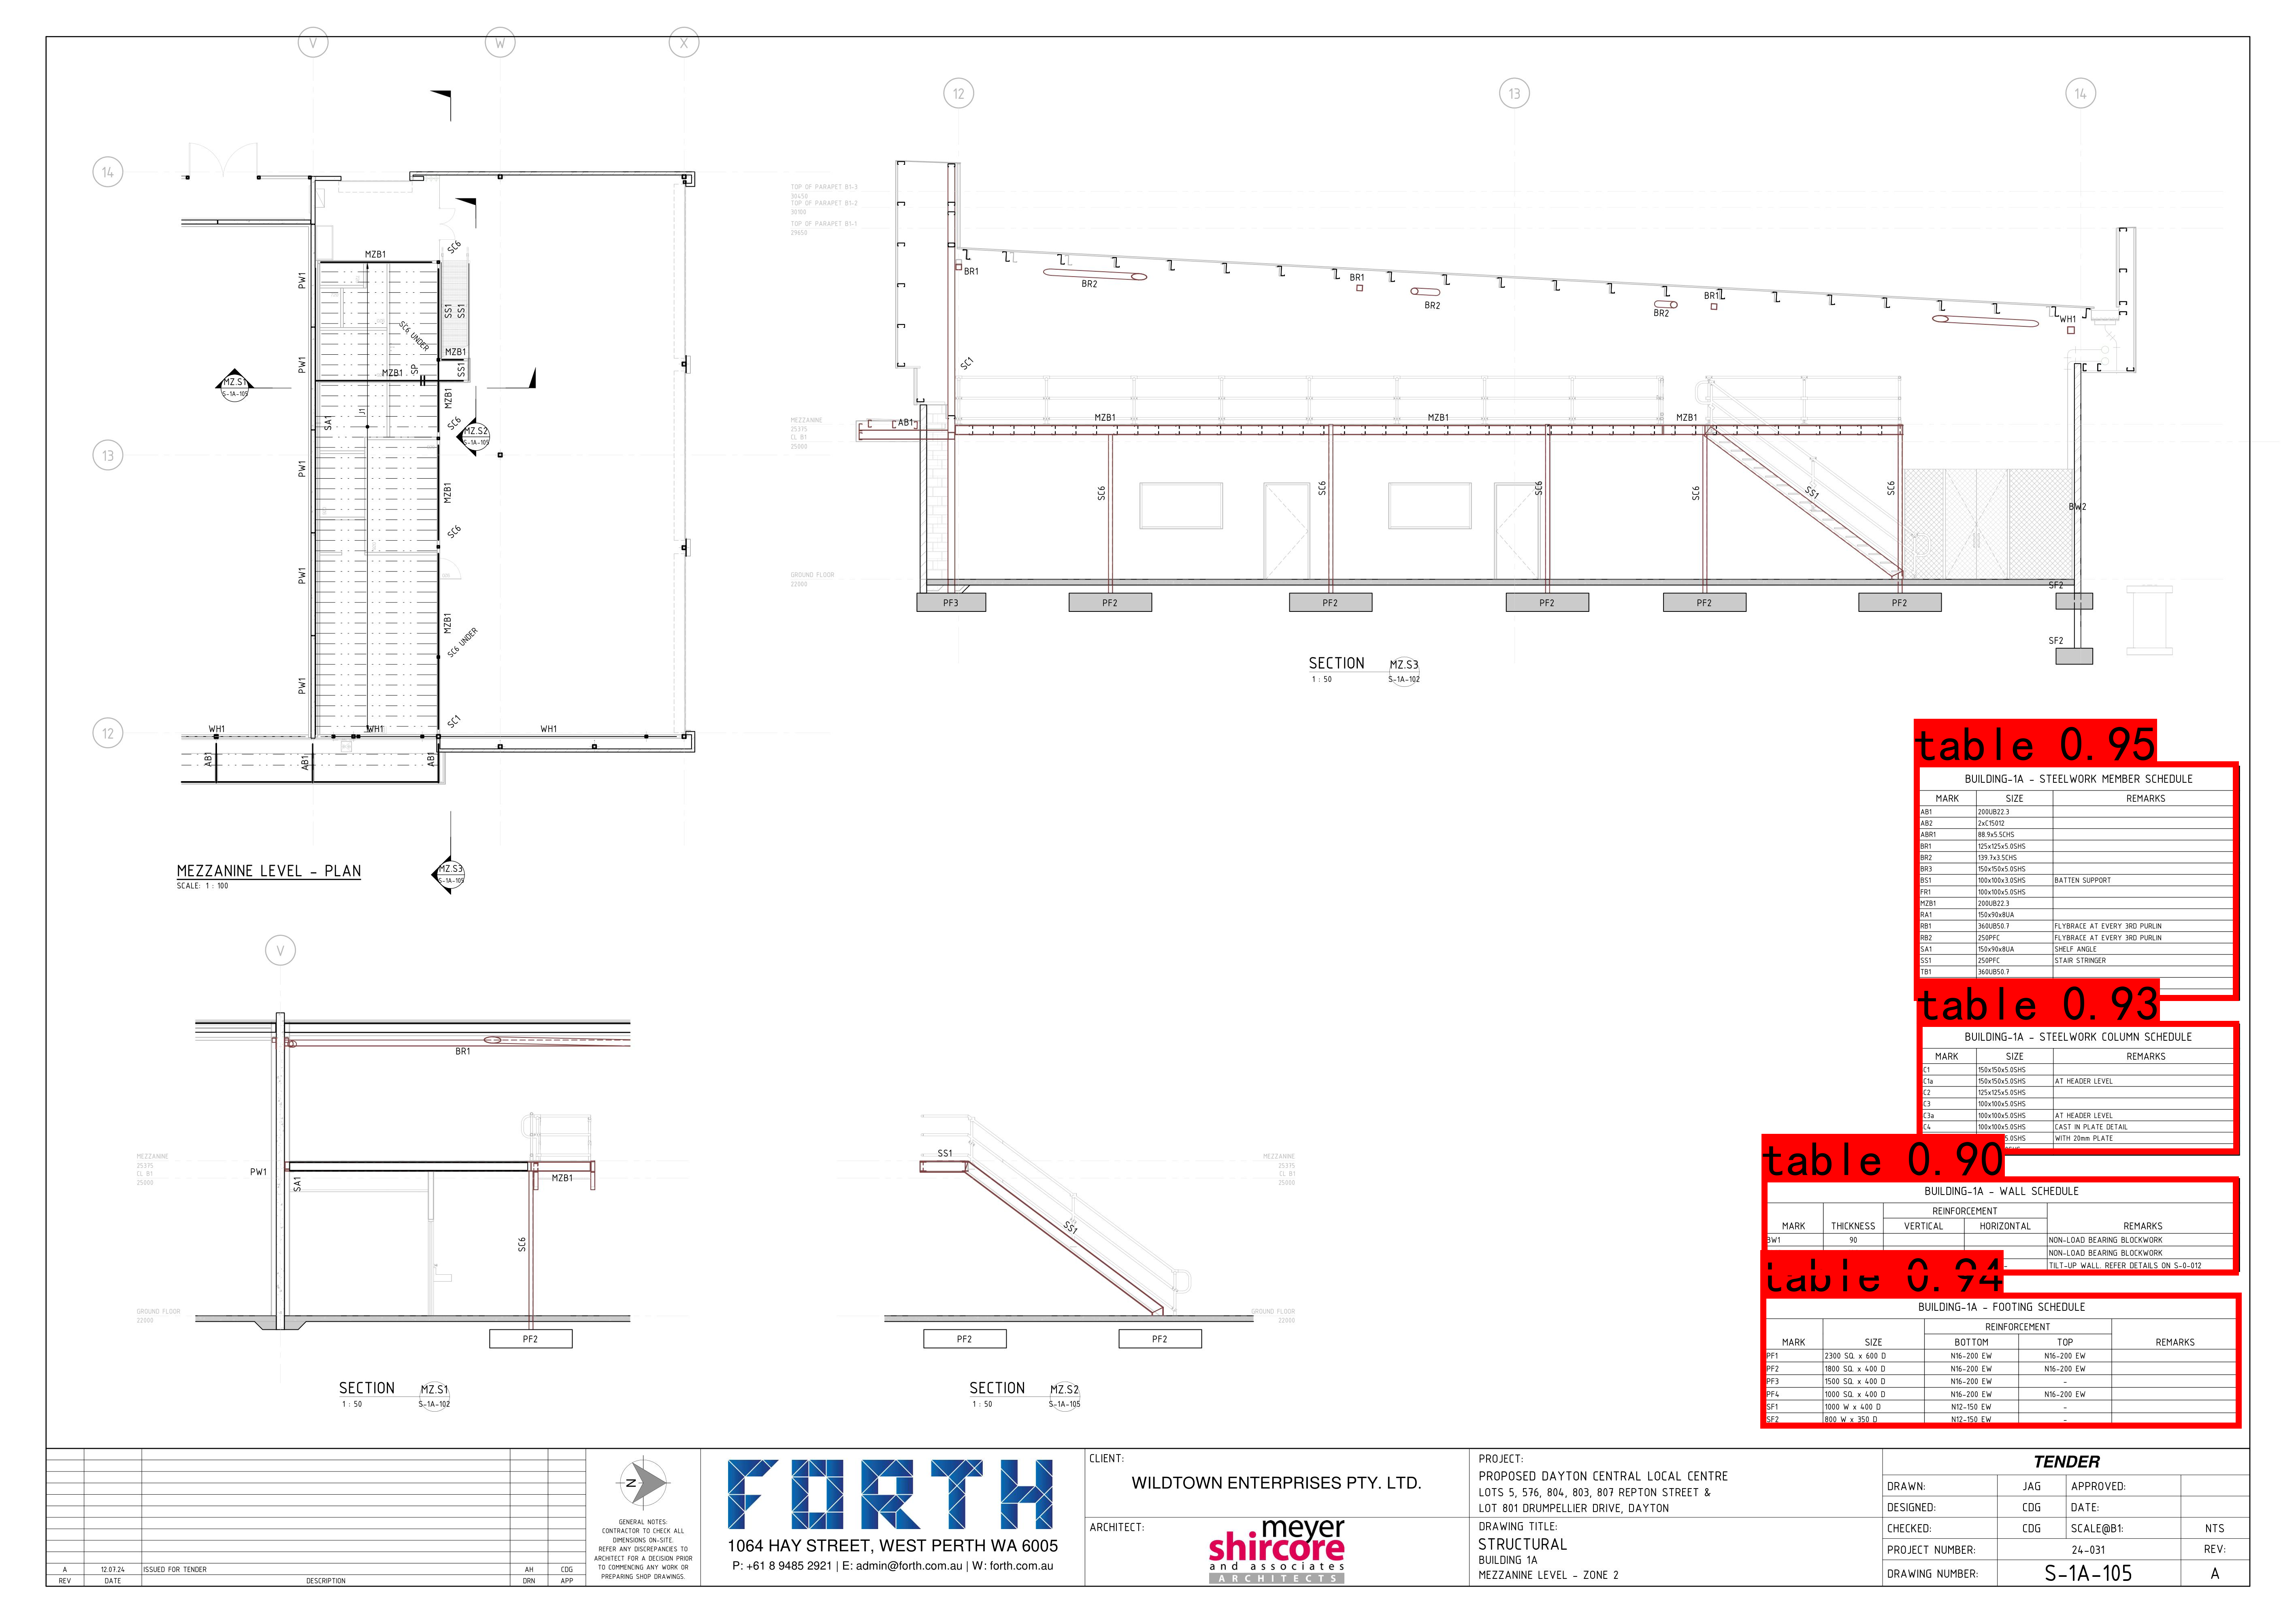 V
W
X
14
13
12
MZB1
SC6
PW1
SS1
SS1
SC6 UNDER
MZB1
PW1
MZB1
SP
SS1
MZ.S1
S-1A-105
MZB1
SA1
J1
SC6
MZ.S2
S-1A-105
PW1
MZB1
SC6
PW1
MZB1
SC6 UNDER
PW1
SC1
WH1
WH1
WH1
AB1
AB1
AB1
MEZZANINE LEVEL - PLAN
SCALE: 1 : 100
MZ.S3
S-1A-105
12
13
14
TOP OF PARAPET B1-3
30450
TOP OF PARAPET B1-2
30100
TOP OF PARAPET B1-1
29650
BR1
BR2
BR1
BR2
BR1
BR2
WH1
SC1
MEZZANINE
25375
CL B1
25000
AB1
MZB1
MZB1
MZB1
SC6
SC6
SC6
SC6
SS1
SC6
BW2
GROUND FLOOR
22000
SF2
PF3
PF2
PF2
PF2
PF2
PF2
SF2
SECTION
MZ.S3
1 : 50
S-1A-102
V
BR1
MEZZANINE
25375
CL B1
25000
PW1
SA1
MZB1
SC6
GROUND FLOOR
22000
PF2
SECTION
MZ.S1
1 : 50
S-1A-102
SS1
MEZZANINE
25375
CL B1
25000
SS1
GROUND FLOOR
22000
PF2
PF2
SECTION
MZ.S2
1 : 50
S-1A-105
table 0.95
BUILDING-1A - STEELWORK MEMBER SCHEDULE
MARK SIZE REMARKS
AB1 200UB22.3
AB2 2xC15012
ABR1 88.9x5.5CHS
BR1 125x125x5.0SHS
BR2 139.7x3.5CHS
BR3 150x150x5.0SHS
BS1 100x100x3.0SHS BATTEN SUPPORT
FR1 100x100x5.0SHS
MZB1 200UB22.3
RA1 150x90x8UA
RB1 360UB50.7 FLYBRACE AT EVERY 3RD PURLIN
RB2 250PFC FLYBRACE AT EVERY 3RD PURLIN
SA1 150x90x8UA SHELF ANGLE
SS1 250PFC STAIR STRINGER
TB1 360UB50.7
table 0.93
BUILDING-1A - STEELWORK COLUMN SCHEDULE
MARK SIZE REMARKS
C1 150x150x5.0SHS
C1a 150x150x5.0SHS AT HEADER LEVEL
C2 125x125x5.0SHS
C3 100x100x5.0SHS
C3a 100x100x5.0SHS AT HEADER LEVEL
C4 100x100x5.0SHS CAST IN PLATE DETAIL
5.0SHS WITH 20mm PLATE
table 0.90
BUILDING-1A - WALL SCHEDULE
REINFORCEMENT
MARK THICKNESS VERTICAL HORIZONTAL REMARKS
BW1 90 NON-LOAD BEARING BLOCKWORK
NON-LOAD BEARING BLOCKWORK
- TILT-UP WALL. REFER DETAILS ON S-0-012
table 0.94
BUILDING-1A - FOOTING SCHEDULE
REINFORCEMENT
MARK SIZE BOTTOM TOP REMARKS
PF1 2300 SQ. x 600 D N16-200 EW N16-200 EW
PF2 1800 SQ. x 400 D N16-200 EW N16-200 EW
PF3 1500 SQ. x 400 D N16-200 EW -
PF4 1000 SQ. x 400 D N16-200 EW N16-200 EW
SF1 1000 W x 400 D N12-150 EW -
SF2 800 W x 350 D N12-150 EW -
A 12.07.24 ISSUED FOR TENDER AH CDG
REV DATE DESCRIPTION DRN APP
N
GENERAL NOTES:
CONTRACTOR TO CHECK ALL
DIMENSIONS ON-SITE.
REFER ANY DISCREPANCIES TO
ARCHITECT FOR A DECISION PRIOR
TO COMMENCING ANY WORK OR
PREPARING SHOP DRAWINGS.
FORTH
1064 HAY STREET, WEST PERTH WA 6005
P: +61 8 9485 2921 | E: admin@forth.com.au | W: forth.com.au
CLIENT:
WILDTOWN ENTERPRISES PTY. LTD.
ARCHITECT:
meyer
shircore
and associates
ARCHITECTS
PROJECT:
PROPOSED DAYTON CENTRAL LOCAL CENTRE
LOTS 5, 576, 804, 803, 807 REPTON STREET &
LOT 801 DRUMPELLIER DRIVE, DAYTON
DRAWING TITLE:
STRUCTURAL
BUILDING 1A
MEZZANINE LEVEL - ZONE 2
TENDER
DRAWN: JAG APPROVED:
DESIGNED: CDG DATE:
CHECKED: CDG SCALE@B1: NTS
PROJECT NUMBER: 24-031 REV:
DRAWING NUMBER: S-1A-105 A